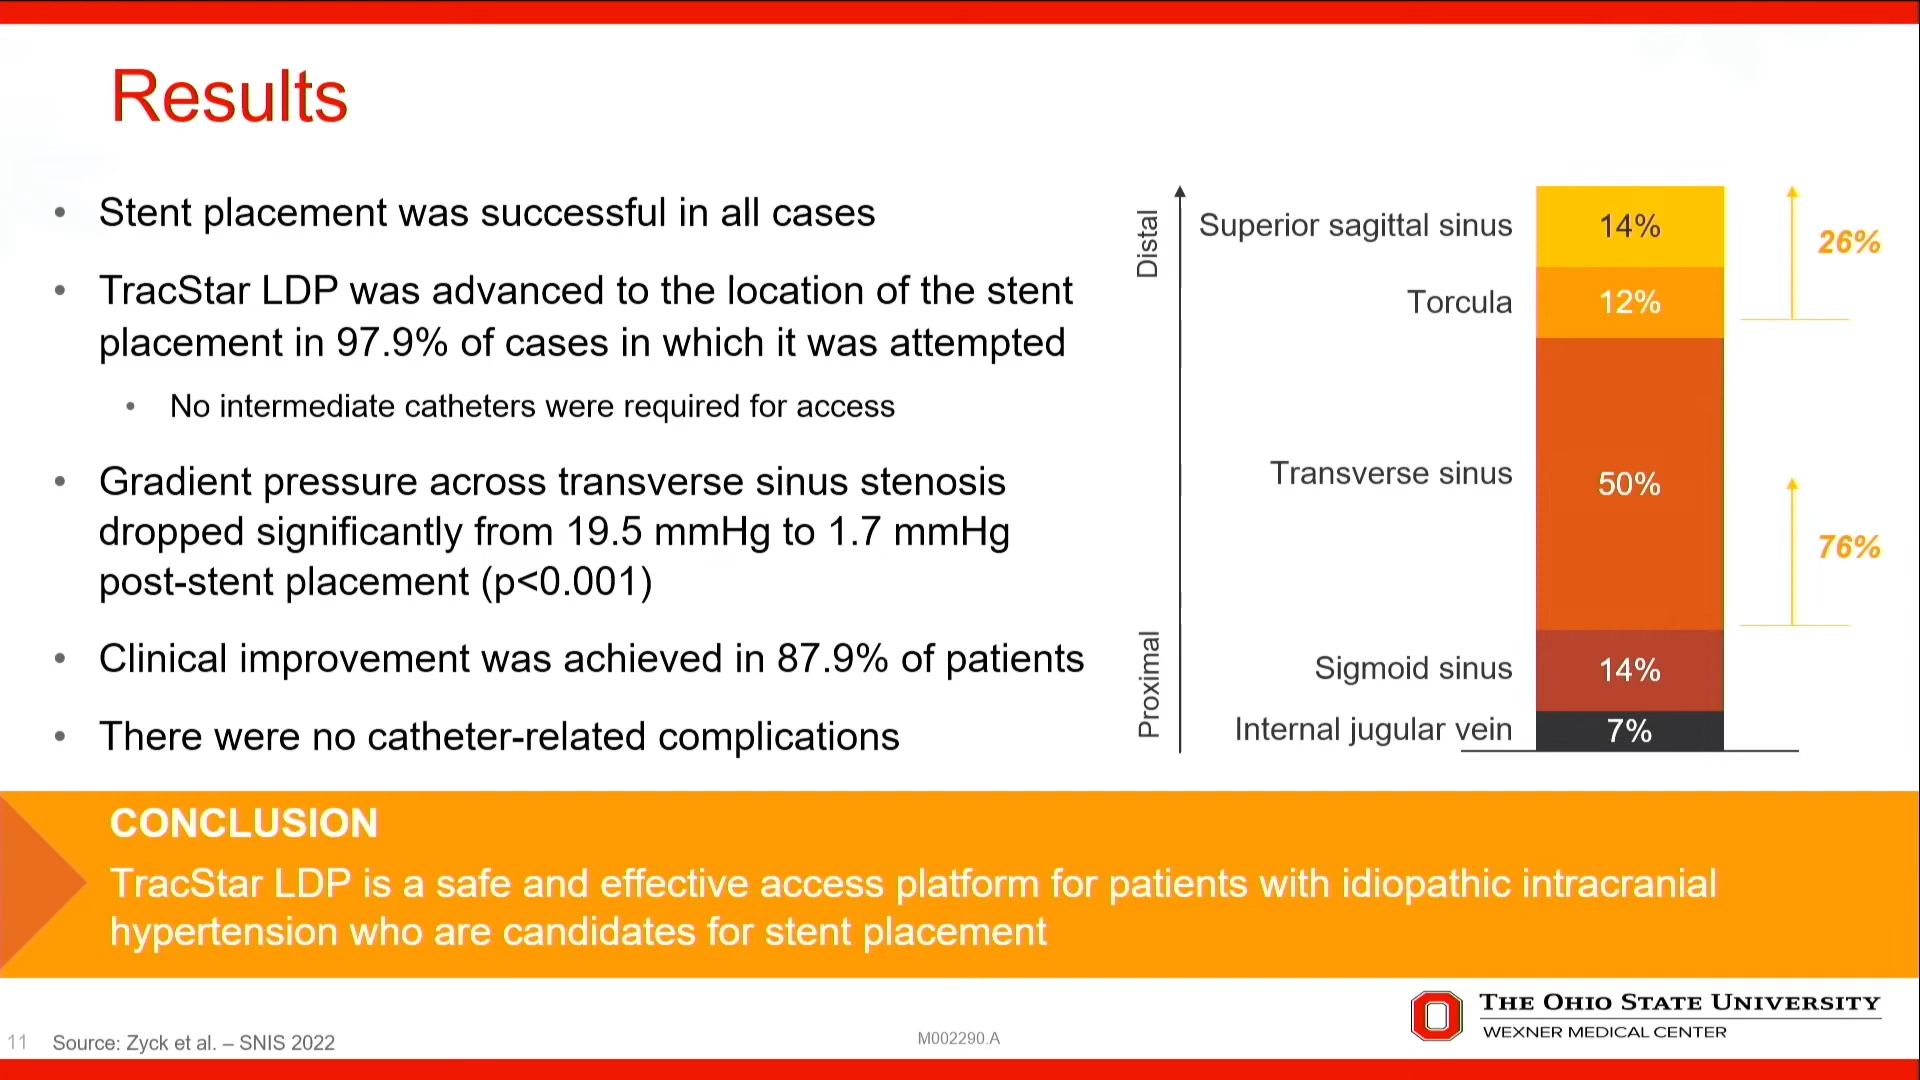 Results
• Stent placement was successful in all cases
• TracStar LDP was advanced to the location of the stent
placement in 97.9% of cases in which it was attempted
• No intermediate catheters were required for access
• Gradient pressure across transverse sinus stenosis
dropped significantly from 19.5 mmHg to 1.7 mmHg
post-stent placement (p<0.001)
• Clinical improvement was achieved in 87.9% of patients
• There were no catheter-related complications
Distal
Proximal
Superior sagittal sinus 14%
26%
Torcula 12%
Transverse sinus 50%
76%
Sigmoid sinus 14%
Internal jugular vein 7%
CONCLUSION
TracStar LDP is a safe and effective access platform for patients with idiopathic intracranial
hypertension who are candidates for stent placement
THE OHIO STATE UNIVERSITY
WEXNER MEDICAL CENTER
11 Source: Zyck et al. – SNIS 2022
M002290.A